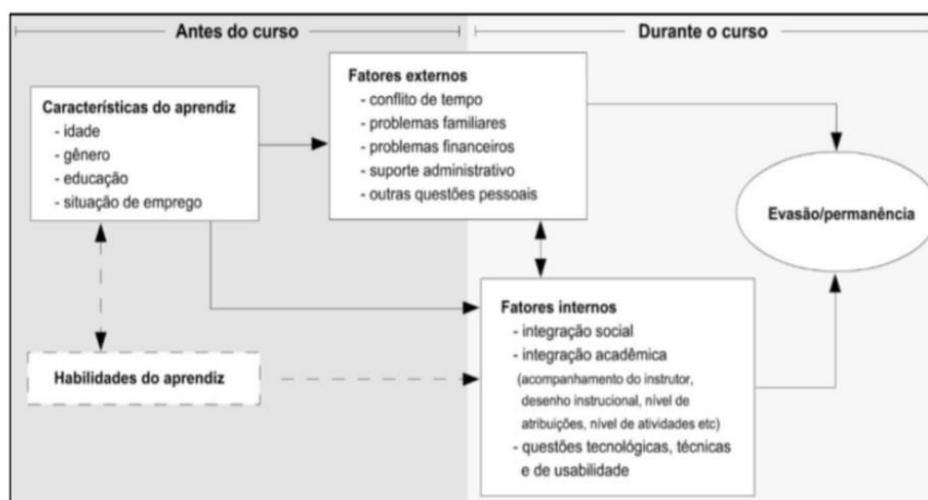 Antes do curso
Durante o curso
Características do aprendiz
- idade
- gênero
- educação
- situação de emprego
Fatores externos
- conflito de tempo
- problemas familiares
- problemas financeiros
- suporte administrativo
- outras questões pessoais
Evasão/permanência
Habilidades do aprendiz
Fatores internos
- integração social
- integração acadêmica
(acompanhamento do instrutor,
desenho instrucional, nível de
atribuições, nível de atividades etc)
- questões tecnológicas, técnicas
e de usabilidade